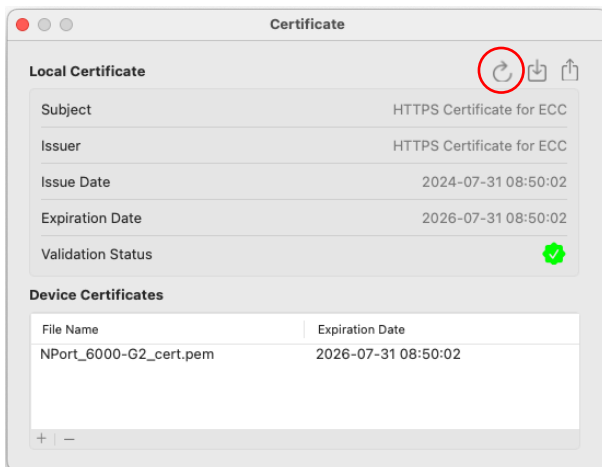 Certificate
Local Certificate
Subject HTTPS Certificate for ECC
Issuer HTTPS Certificate for ECC
Issue Date 2024-07-31 08:50:02
Expiration Date 2026-07-31 08:50:02
Validation Status
Device Certificates
File Name Expiration Date
NPort_6000-G2_cert.pem 2026-07-31 08:50:02